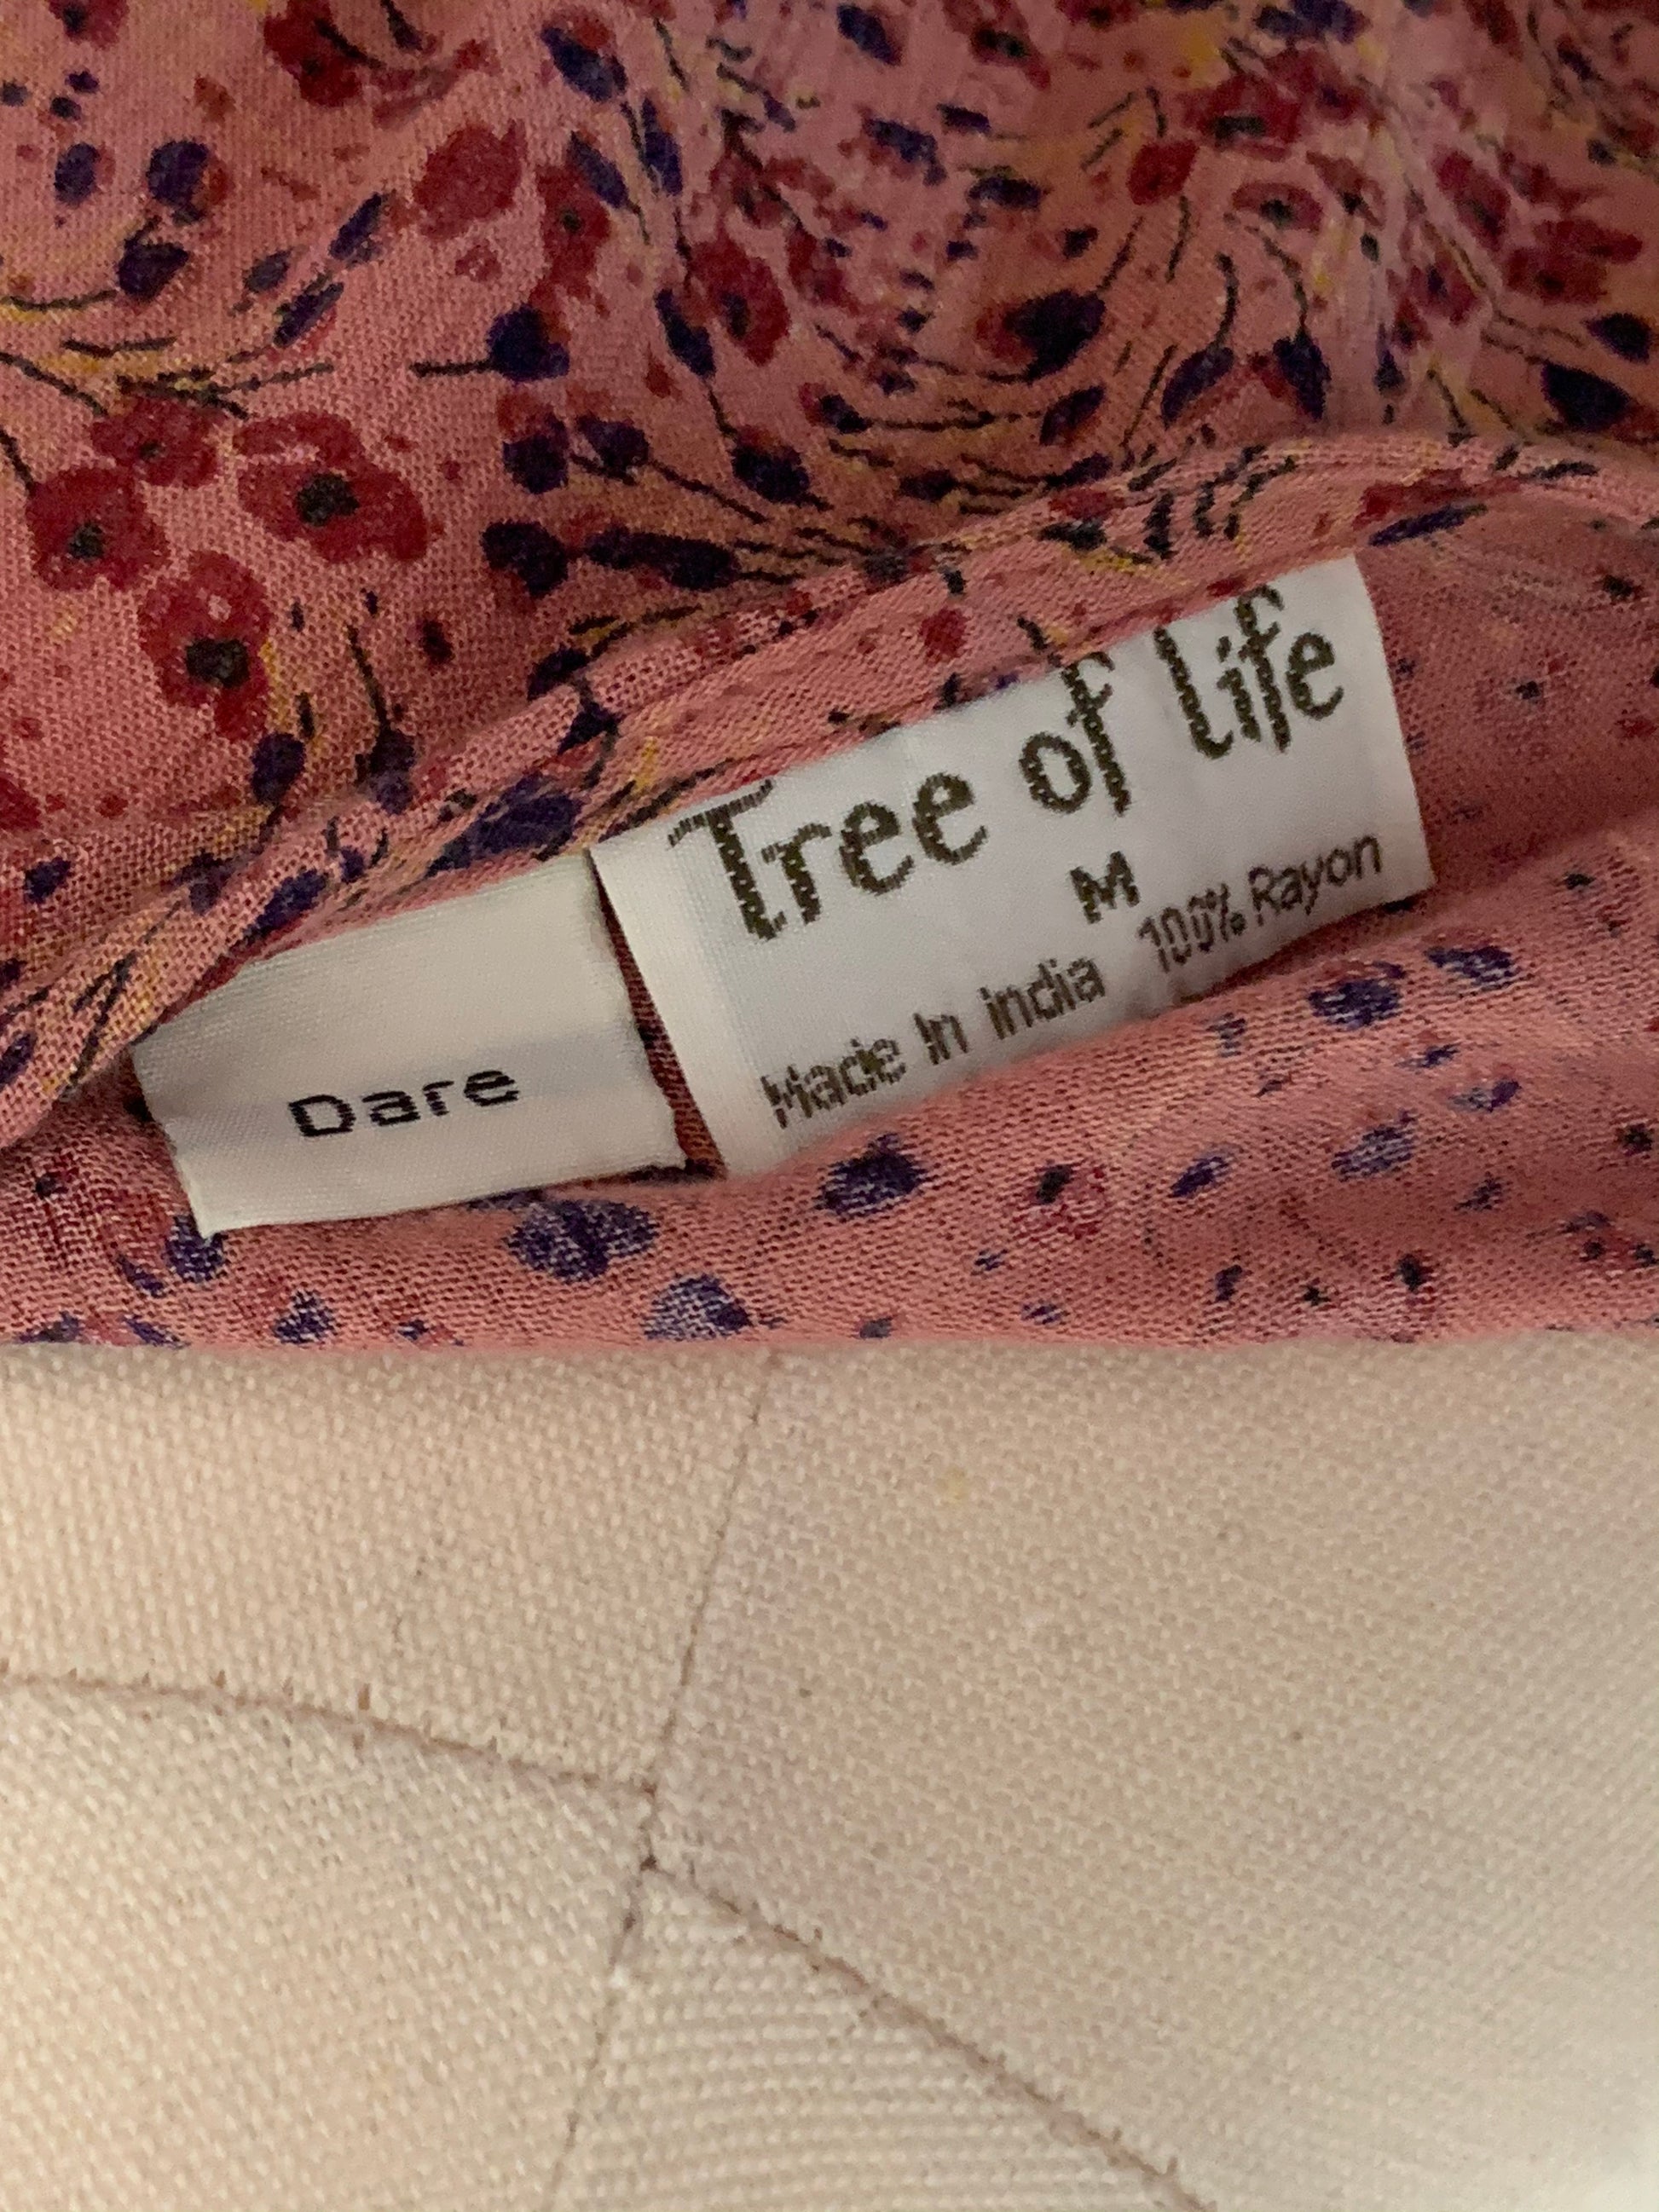 Tree of life
M
Made In india 100% Rayon
Dare